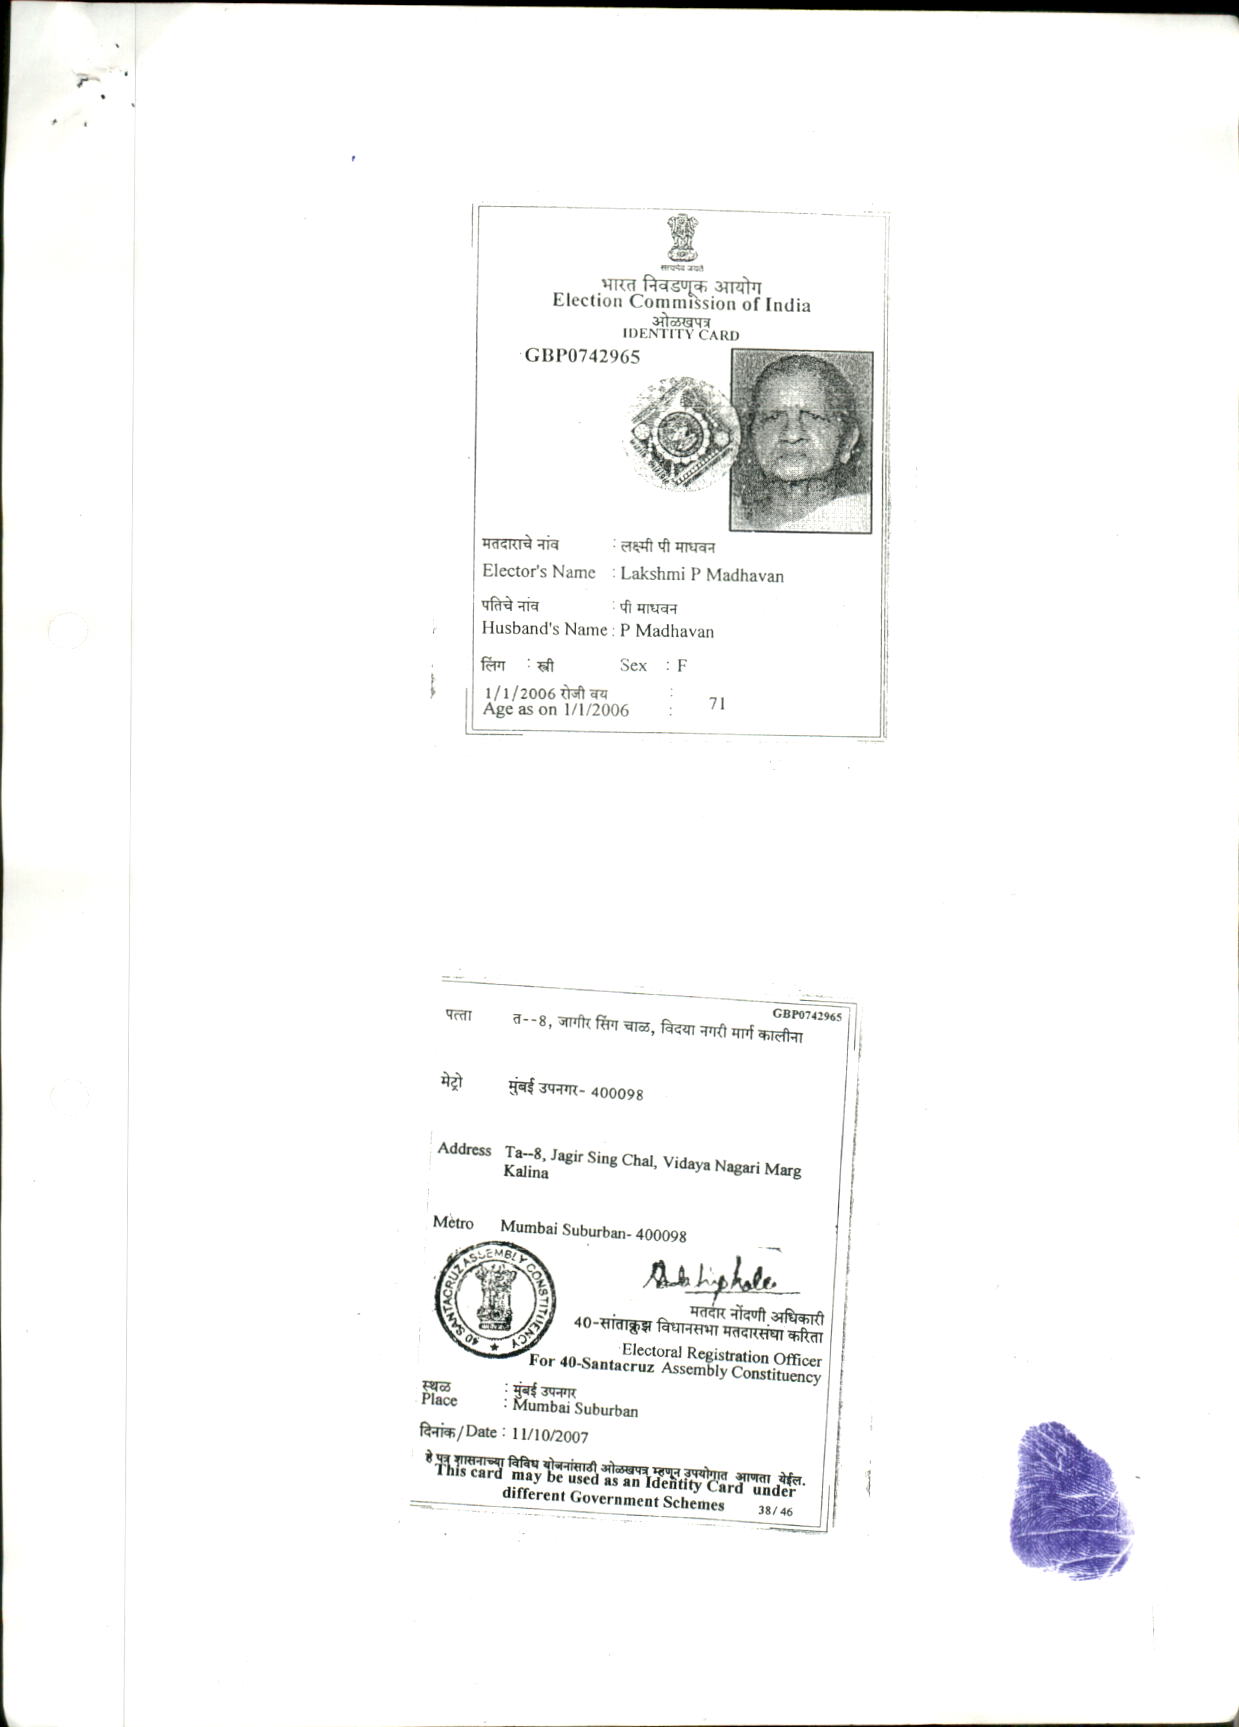 सत्यमेव जयते
भारत निवडणूक आयोग
Election Commission of India
ओळखपत्र
IDENTITY CARD
GBP0742965
मतदाराचे नांव : लक्ष्मी पी माधवन
Elector's Name : Lakshmi P Madhavan
पतिचे नांव : पी माधवन
Husband's Name : P Madhavan
लिंग : स्त्री Sex : F
1/1/2006 रोजी वय :
Age as on 1/1/2006 : 71
GBP0742965
पत्ता त--8, जागीर सिंग चाळ, विदया नगरी मार्ग कालीना
मेट्रो मुंबई उपनगर- 400098
Address Ta--8, Jagir Sing Chal, Vidaya Nagari Marg
Kalina
Metro Mumbai Suburban- 400098
40 SANTACRUZ ASSEMBLY CONSTITUENCY
मतदार नोंदणी अधिकारी
40-सांताक्रुझ विधानसभा मतदारसंघा करिता
Electoral Registration Officer
For 40-Santacruz Assembly Constituency
स्थळ : मुंबई उपनगर
Place : Mumbai Suburban
दिनांक/Date : 11/10/2007
हे पत्र शासनाच्या विविध योजनांसाठी ओळखपत्र म्हणून उपयोगात आणता येईल.
This card may be used as an Identity Card under
different Government Schemes 38/46